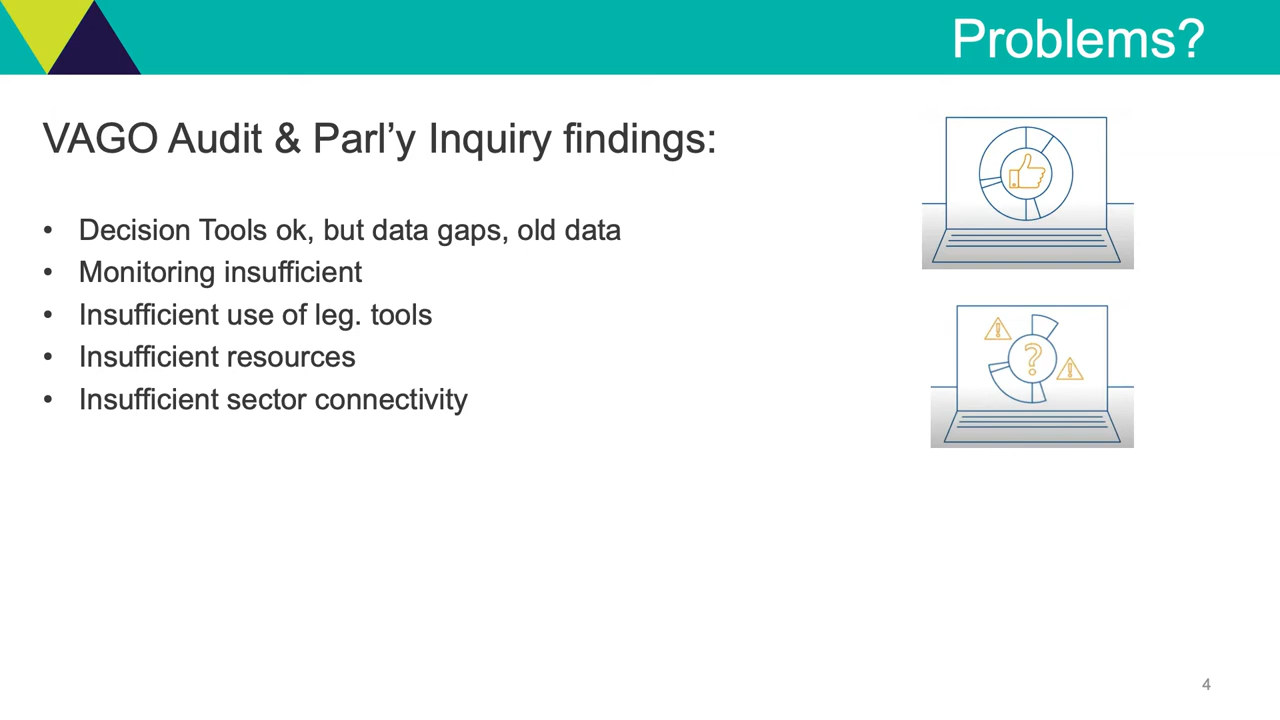 Problems?
VAGO Audit & Parl’y Inquiry findings:
• Decision Tools ok, but data gaps, old data
• Monitoring insufficient
• Insufficient use of leg. tools
• Insufficient resources
• Insufficient sector connectivity
?
!
!
4